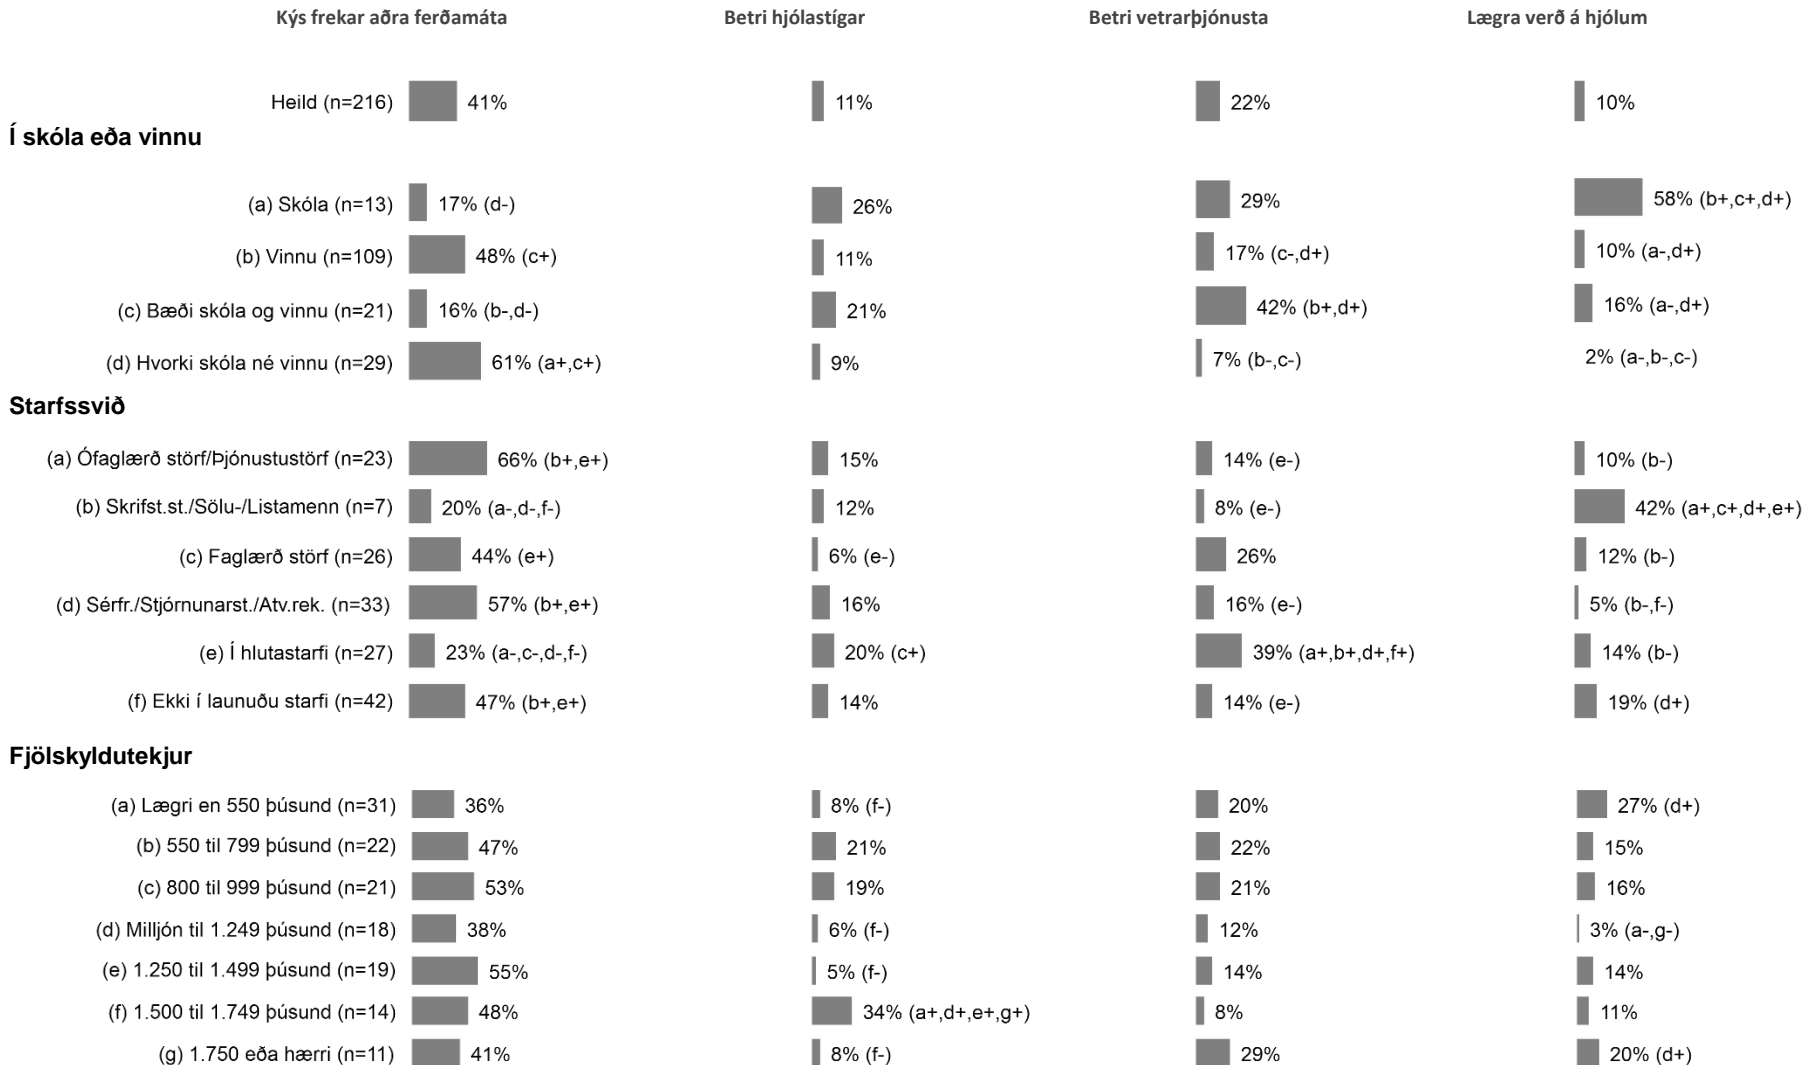 Kýs frekar aðra ferðamáta Betri hjólastígar Betri vetrarþjónusta Lægra verð á hjólum
Heild (n=216) 41% 11% 22% 10%
Í skóla eða vinnu
(a) Skóla (n=13) 17% (d-) 26% 29% 58% (b+,c+,d+)
(b) Vinnu (n=109) 48% (c+) 11% 17% (c-,d+) 10% (a-,d+)
(c) Bæði skóla og vinnu (n=21) 16% (b-,d-) 21% 42% (b+,d+) 16% (a-,d+)
(d) Hvorki skóla né vinnu (n=29) 61% (a+,c+) 9% 7% (b-,c-) 2% (a-,b-,c-)
Starfssvið
(a) Ófaglærð störf/Þjónustustörf (n=23) 66% (b+,e+) 15% 14% (e-) 10% (b-)
(b) Skrifst.st./Sölu-/Listamenn (n=7) 20% (a-,d-,f-) 12% 8% (e-) 42% (a+,c+,d+,e+)
(c) Faglærð störf (n=26) 44% (e+) 6% (e-) 26% 12% (b-)
(d) Sérfr./Stjórnunarst./Atv.rek. (n=33) 57% (b+,e+) 16% 16% (e-) 5% (b-,f-)
(e) Í hlutastarfi (n=27) 23% (a-,c-,d-,f-) 20% (c+) 39% (a+,b+,d+,f+) 14% (b-)
(f) Ekki í launuðu starfi (n=42) 47% (b+,e+) 14% 14% (e-) 19% (d+)
Fjölskyldutekjur
(a) Lægri en 550 þúsund (n=31) 36% 8% (f-) 20% 27% (d+)
(b) 550 til 799 þúsund (n=22) 47% 21% 22% 15%
(c) 800 til 999 þúsund (n=21) 53% 19% 21% 16%
(d) Milljón til 1.249 þúsund (n=18) 38% 6% (f-) 12% 3% (a-,g-)
(e) 1.250 til 1.499 þúsund (n=19) 55% 5% (f-) 14% 14%
(f) 1.500 til 1.749 þúsund (n=14) 48% 34% (a+,d+,e+,g+) 8% 11%
(g) 1.750 eða hærri (n=11) 41% 8% (f-) 29% 20% (d+)